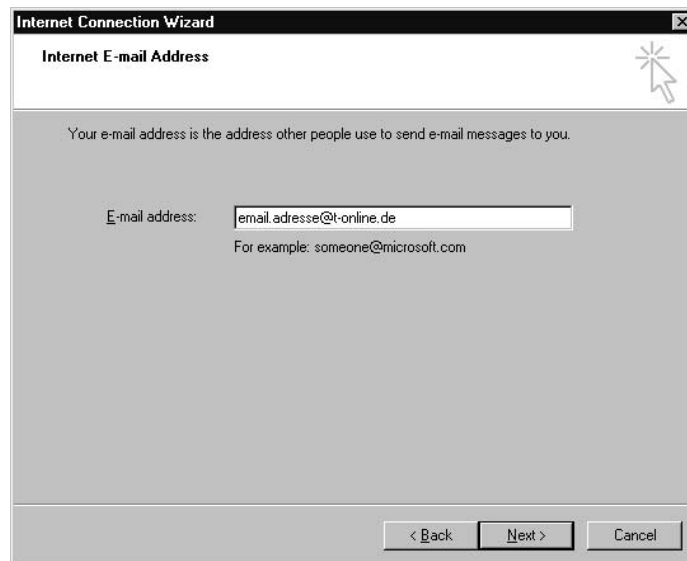 Internet Connection Wizard
Internet E-mail Address
Your e-mail address is the address other people use to send e-mail messages to you.
E-mail address: email.adresse@t-online.de
For example: someone@microsoft.com
< Back Next > Cancel